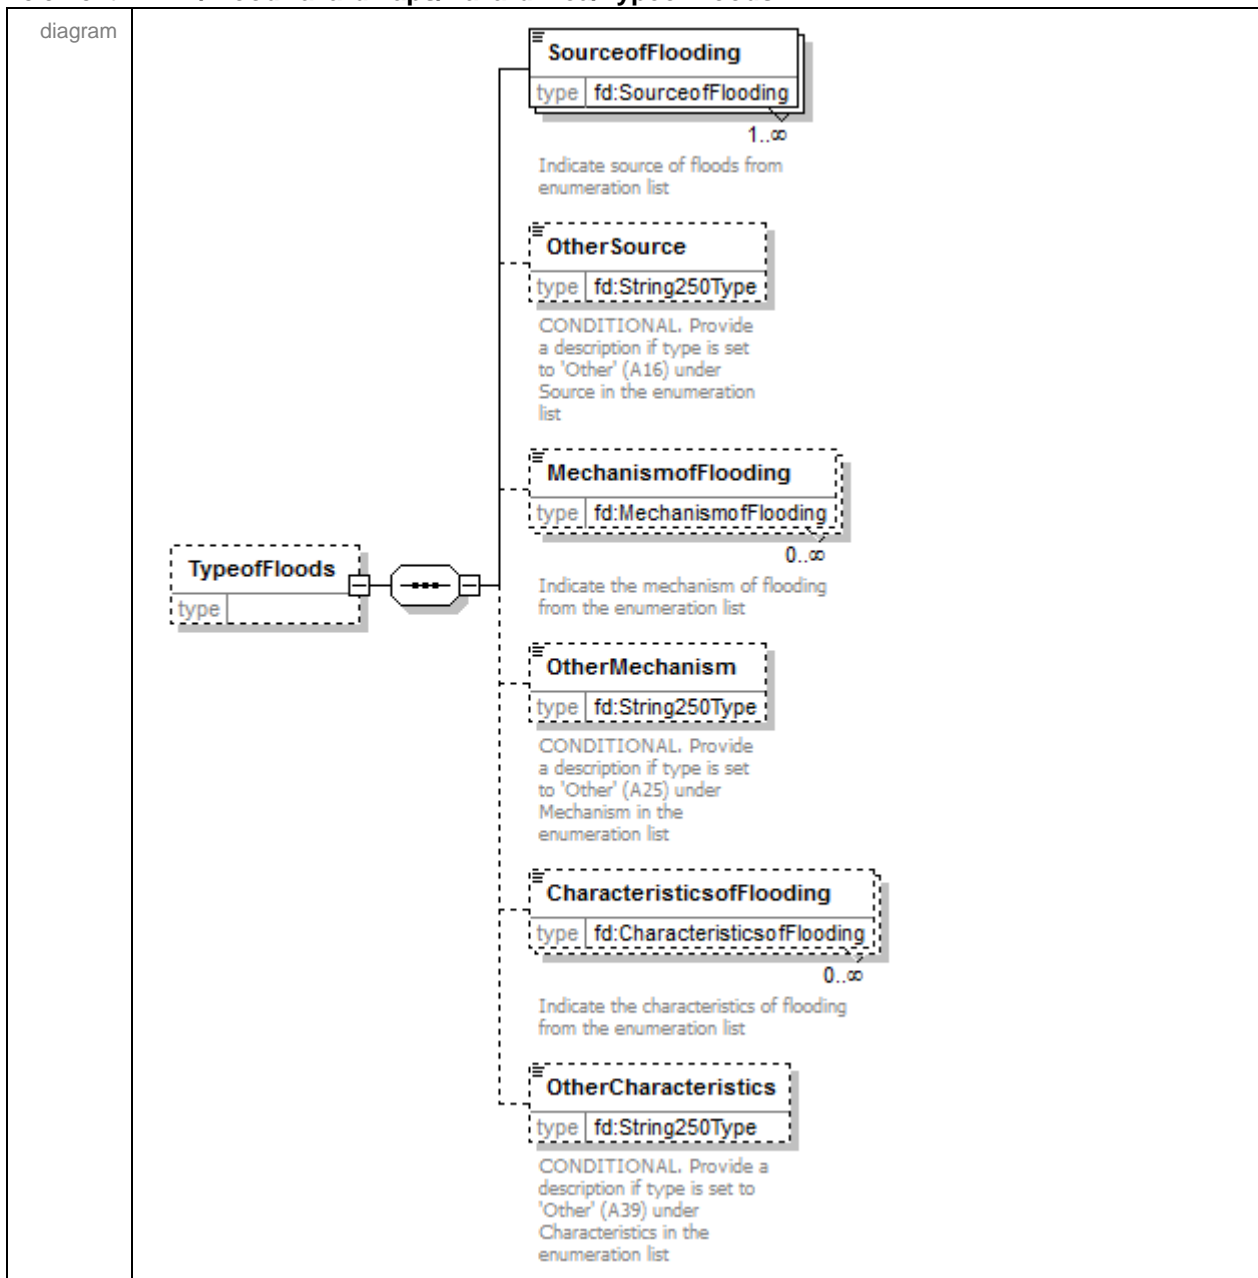 diagram
SourceofFlooding
type fd:SourceofFlooding
1..∞
Indicate source of floods from
enumeration list
OtherSource
type fd:String250Type
CONDITIONAL. Provide
a description if type is set
to 'Other' (A16) under
Source in the enumeration
list
MechanismofFlooding
type fd:MechanismofFlooding
0..∞
Indicate the mechanism of flooding
from the enumeration list
TypeofFloods
type
OtherMechanism
type fd:String250Type
CONDITIONAL. Provide
a description if type is set
to 'Other' (A25) under
Mechanism in the
enumeration list
CharacteristicsofFlooding
type fd:CharacteristicsofFlooding
0..∞
Indicate the characteristics of flooding
from the enumeration list
OtherCharacteristics
type fd:String250Type
CONDITIONAL. Provide a
description if type is set to
'Other' (A39) under
Characteristics in the
enumeration list